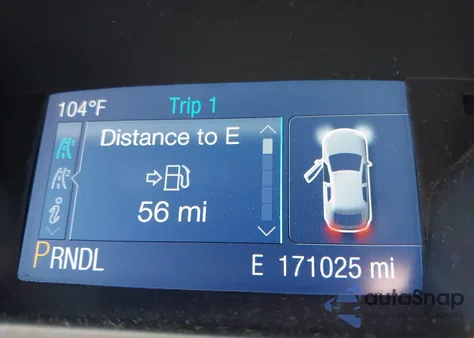 104°F
Trip 1
Distance to E
56 mi
PRNDL
E 171025 mi
autoSnap